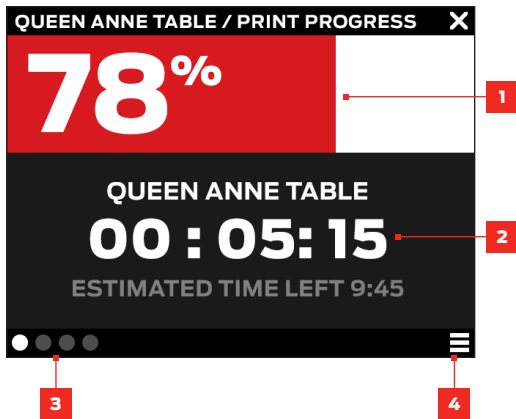 QUEEN ANNE TABLE / PRINT PROGRESS
78%
1
QUEEN ANNE TABLE
00 : 05: 15
2
ESTIMATED TIME LEFT 9:45
3
4